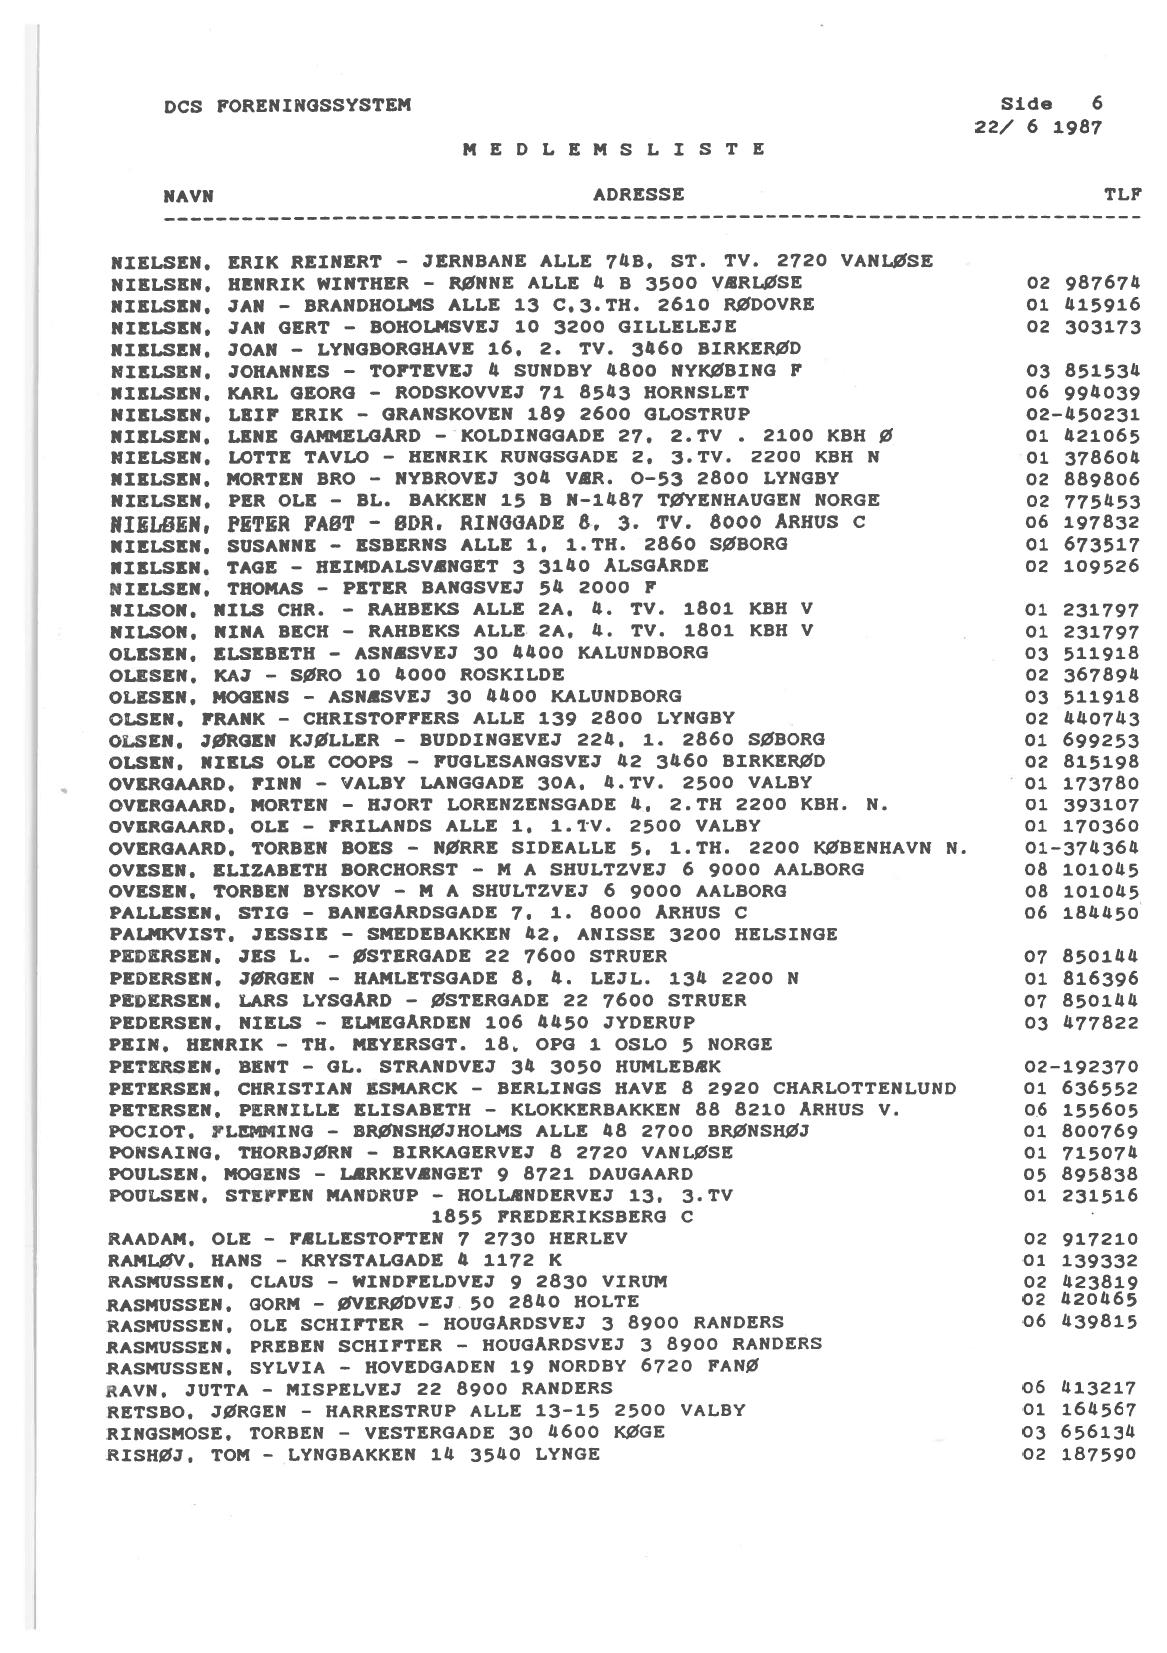 DCS FORENINGSSYSTEM Side 6
22/ 6 1987
M E D L E M S L I S T E
NAVN ADRESSE TLF
--------------------------------------------------------------------------
NIELSEN, ERIK REINERT - JERNBANE ALLE 74B, ST. TV. 2720 VANLØSE
NIELSEN, HENRIK WINTHER - RØNNE ALLE 4 B 3500 VÆRLØSE 02 987674
NIELSEN, JAN - BRANDHOLMS ALLE 13 C,3.TH. 2610 RØDOVRE 01 415916
NIELSEN, JAN GERT - BOHOLMSVEJ 10 3200 GILLELEJE 02 303173
NIELSEN, JOAN - LYNGBORGHAVE 16, 2. TV. 3460 BIRKERØD
NIELSEN, JOHANNES - TOFTEVEJ 4 SUNDBY 4800 NYKØBING F 03 851534
NIELSEN, KARL GEORG - RODSKOVVEJ 71 8543 HORNSLET 06 994039
NIELSEN, LEIF ERIK - GRANSKOVEN 189 2600 GLOSTRUP 02-450231
NIELSEN, LENE GAMMELGÅRD - KOLDINGGADE 27, 2.TV . 2100 KBH Ø 01 421065
NIELSEN, LOTTE TAVLO - HENRIK RUNGSGADE 2, 3.TV. 2200 KBH N 01 378604
NIELSEN, MORTEN BRO - NYBROVEJ 304 VÆR. O-53 2800 LYNGBY 02 889806
NIELSEN, PER OLE - BL. BAKKEN 15 B N-1487 TØYENHAUGEN NORGE 02 775453
NIELSEN, PETER FAST - SDR. RINGGADE 8, 3. TV. 8000 ÅRHUS C 06 197832
NIELSEN, SUSANNE - ESBERNS ALLE 1, 1.TH. 2860 SØBORG 01 673517
NIELSEN, TAGE - HEIMDALSVÆNGET 3 3140 ÅLSGÅRDE 02 109526
NIELSEN, THOMAS - PETER BANGSVEJ 54 2000 F
NILSON, NILS CHR. - RAHBEKS ALLE 2A, 4. TV. 1801 KBH V 01 231797
NILSON, NINA BECH - RAHBEKS ALLE 2A, 4. TV. 1801 KBH V 01 231797
OLESEN, ELSEBETH - ASNÆSVEJ 30 4400 KALUNDBORG 03 511918
OLESEN, KAJ - SØRO 10 4000 ROSKILDE 02 367894
OLESEN, MOGENS - ASNÆSVEJ 30 4400 KALUNDBORG 03 511918
OLSEN, FRANK - CHRISTOFFERS ALLE 139 2800 LYNGBY 02 440743
OLSEN, JØRGEN KJØLLER - BUDDINGEVEJ 224, 1. 2860 SØBORG 01 699253
OLSEN, NIELS OLE COOPS - FUGLESANGSVEJ 42 3460 BIRKERØD 02 815198
OVERGAARD, FINN - VALBY LANGGADE 30A, 4.TV. 2500 VALBY 01 173780
OVERGAARD, MORTEN - HJORT LORENZENSGADE 4, 2.TH 2200 KBH. N. 01 393107
OVERGAARD, OLE - FRILANDS ALLE 1, 1.TV. 2500 VALBY 01 170360
OVERGAARD, TORBEN BOES - NØRRE SIDEALLE 5, 1.TH. 2200 KØBENHAVN N. 01-374364
OVESEN, ELIZABETH BORCHORST - M A SHULTZVEJ 6 9000 AALBORG 08 101045
OVESEN, TORBEN BYSKOV - M A SHULTZVEJ 6 9000 AALBORG 08 101045
PALLESEN, STIG - BANEGÅRDSGADE 7, 1. 8000 ÅRHUS C 06 184450
PALMKVIST, JESSIE - SMEDEBAKKEN 42, ANISSE 3200 HELSINGE
PEDERSEN, JES L. - ØSTERGADE 22 7600 STRUER 07 850144
PEDERSEN, JØRGEN - HAMLETSGADE 8, 4. LEJL. 134 2200 N 01 816396
PEDERSEN, LARS LYSGÅRD - ØSTERGADE 22 7600 STRUER 07 850144
PEDERSEN, NIELS - ELMEGÅRDEN 106 4450 JYDERUP 03 477822
PEIN, HENRIK - TH. MEYERSGT. 18, OPG 1 OSLO 5 NORGE
PETERSEN, BENT - GL. STRANDVEJ 34 3050 HUMLEBÆK 02-192370
PETERSEN, CHRISTIAN ESMARCK - BERLINGS HAVE 8 2920 CHARLOTTENLUND 01 636552
PETERSEN, PERNILLE ELISABETH - KLOKKERBAKKEN 88 8210 ÅRHUS V. 06 155605
POCIOT, FLEMMING - BRØNSHØJHOLMS ALLE 48 2700 BRØNSHØJ 01 800769
PONSAING, THORBJØRN - BIRKAGERVEJ 8 2720 VANLØSE 01 715074
POULSEN, MOGENS - LÆRKEVÆNGET 9 8721 DAUGAARD 05 895838
POULSEN, STEFFEN MANDRUP - HOLLÆNDERVEJ 13, 3.TV 01 231516
1855 FREDERIKSBERG C
RAADAM, OLE - FÆLLESTOFTEN 7 2730 HERLEV 02 917210
RAMLØV, HANS - KRYSTALGADE 4 1172 K 01 139332
RASMUSSEN, CLAUS - WINDFELDVEJ 9 2830 VIRUM 02 423819
RASMUSSEN, GORM - ØVERØDVEJ 50 2840 HOLTE 02 420465
RASMUSSEN, OLE SCHIFTER - HOUGÅRDSVEJ 3 8900 RANDERS 06 439815
RASMUSSEN, PREBEN SCHIFTER - HOUGÅRDSVEJ 3 8900 RANDERS
RASMUSSEN, SYLVIA - HOVEDGADEN 19 NORDBY 6720 FANØ
RAVN, JUTTA - MISPELVEJ 22 8900 RANDERS 06 413217
RETSBO, JØRGEN - HARRESTRUP ALLE 13-15 2500 VALBY 01 164567
RINGSMOSE, TORBEN - VESTERGADE 30 4600 KØGE 03 656134
RISHØJ, TOM - LYNGBAKKEN 14 3540 LYNGE 02 187590